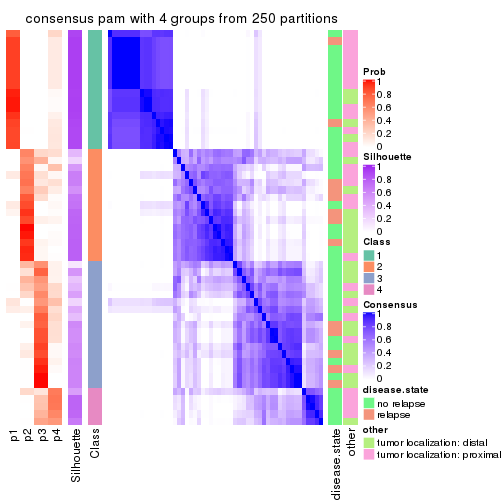 consensus pam with 4 groups from 250 partitions
Prob
1
0.8
0.6
0.4
0.2
0
Silhouette
1
0.8
0.6
0.4
0.2
0
Class
1
2
3
4
Consensus
1
0.8
0.6
0.4
0.2
0
disease.state
no relapse
relapse
other
tumor localization: distal
tumor localization: proximal
p1
p2
p3
p4
Silhouette
Class
disease.state
other